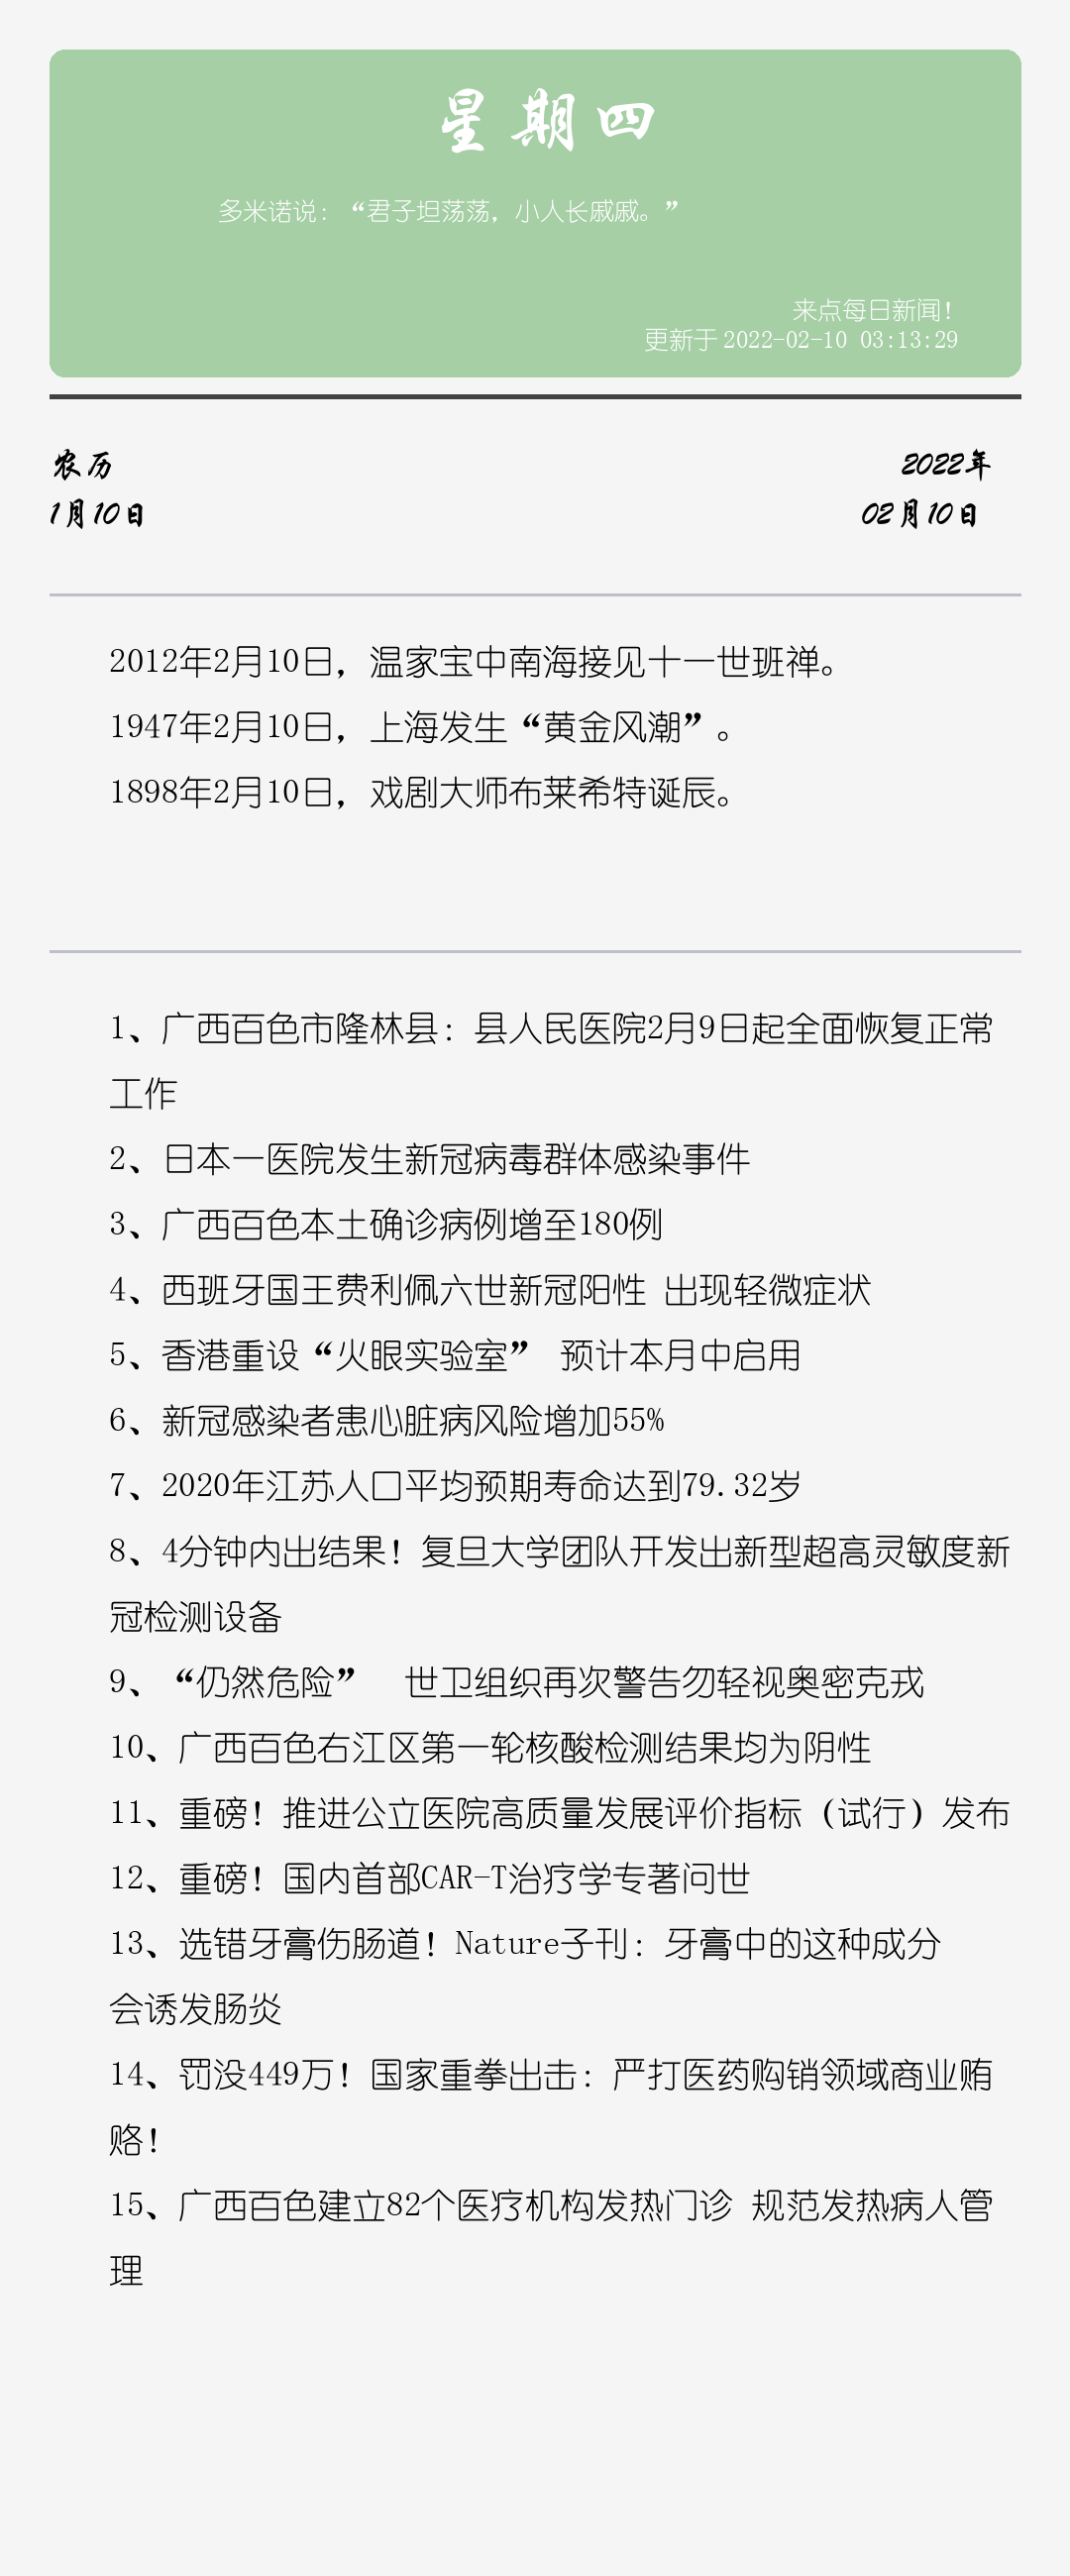 星期四
多米诺说：“君子坦荡荡，小人长戚戚。”
来点每日新闻！
更新于 2022-02-10 03:13:29
农历
2022年
1月10日
02月10日
2012年2月10日，温家宝中南海接见十一世班禅。
1947年2月10日，上海发生“黄金风潮”。
1898年2月10日，戏剧大师布莱希特诞辰。
1、广西百色市隆林县：县人民医院2月9日起全面恢复正常
工作
2、日本一医院发生新冠病毒群体感染事件
3、广西百色本土确诊病例增至180例
4、西班牙国王费利佩六世新冠阳性 出现轻微症状
5、香港重设“火眼实验室” 预计本月中启用
6、新冠感染者患心脏病风险增加55%
7、2020年江苏人口平均预期寿命达到79.32岁
8、4分钟内出结果！复旦大学团队开发出新型超高灵敏度新
冠检测设备
9、“仍然危险”  世卫组织再次警告勿轻视奥密克戎
10、广西百色右江区第一轮核酸检测结果均为阴性
11、重磅！推进公立医院高质量发展评价指标（试行）发布
12、重磅！国内首部CAR-T治疗学专著问世
13、选错牙膏伤肠道！Nature子刊：牙膏中的这种成分
会诱发肠炎
14、罚没449万！国家重拳出击：严打医药购销领域商业贿
赂！
15、广西百色建立82个医疗机构发热门诊 规范发热病人管
理